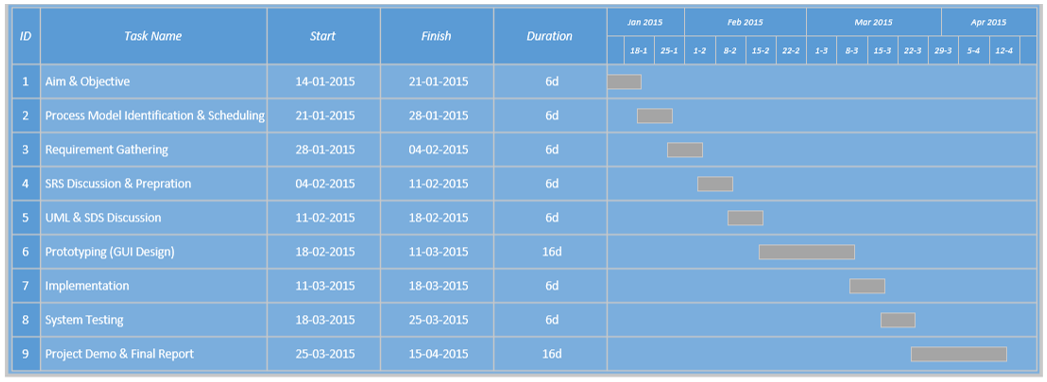 ID Task Name Start Finish Duration Jan 2015 Feb 2015 Mar 2015 Apr 2015
18-1 25-1 1-2 8-2 15-2 22-2 1-3 8-3 15-3 22-3 29-3 5-4 12-4
1 Aim & Objective 14-01-2015 21-01-2015 6d
2 Process Model Identification & Scheduling 21-01-2015 28-01-2015 6d
3 Requirement Gathering 28-01-2015 04-02-2015 6d
4 SRS Discussion & Prepration 04-02-2015 11-02-2015 6d
5 UML & SDS Discussion 11-02-2015 18-02-2015 6d
6 Prototyping (GUI Design) 18-02-2015 11-03-2015 16d
7 Implementation 11-03-2015 18-03-2015 6d
8 System Testing 18-03-2015 25-03-2015 6d
9 Project Demo & Final Report 25-03-2015 15-04-2015 16d